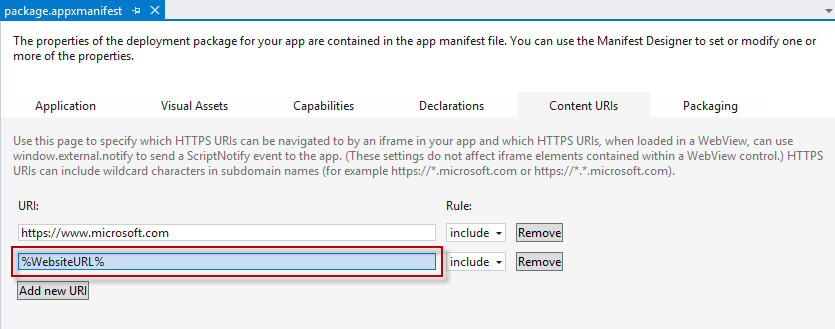 package.appxmanifest
The properties of the deployment package for your app are contained in the app manifest file. You can use the Manifest Designer to set or modify one or
more of the properties.
Application Visual Assets Capabilities Declarations Content URIs Packaging
Use this page to specify which HTTPS URIs can be navigated to by an iframe in your app and which HTTPS URIs, when loaded in a WebView, can use
window.external.notify to send a ScriptNotify event to the app. (These settings do not affect iframe elements contained within a WebView control.) HTTPS
URIs can include wildcard characters in subdomain names (for example https://*.microsoft.com or https://*.*.microsoft.com).
URI: Rule:
https://www.microsoft.com include Remove
%WebsiteURL% include Remove
Add new URI